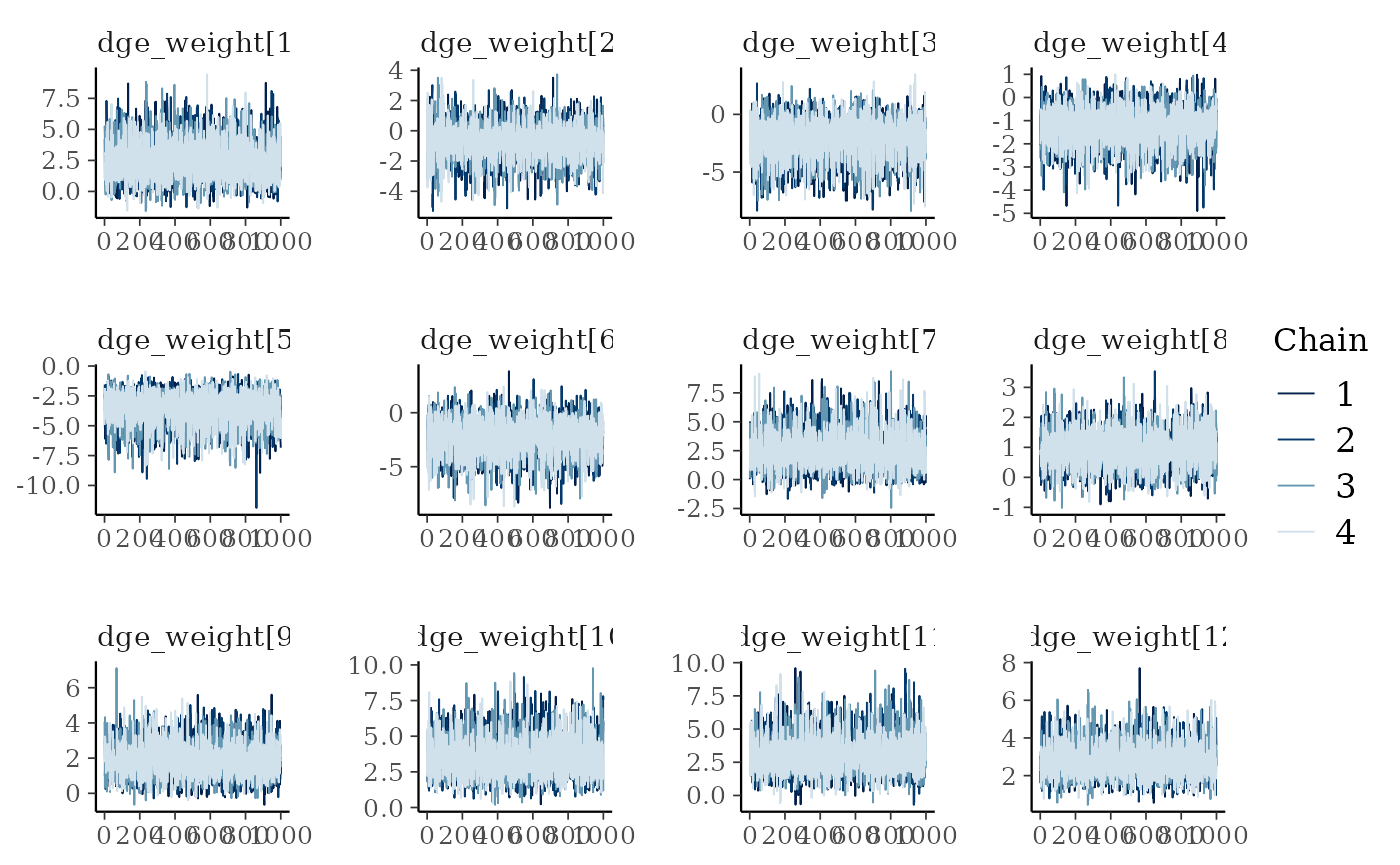 dge_weight[1 dge_weight[2 dge_weight[3 dge_weight[4
7.5 5.0 2.5 0.0
4 2 0 -2 -4
0 -5
1 0 -1 -2 -3 -4 -5
0 200 400 600 800 1000 0 200 400 600 800 1000 0 200 400 600 800 1000 0 200 400 600 800 1000
dge_weight[5 dge_weight[6 dge_weight[7 dge_weight[8
0.0 -2.5 -5.0 -7.5 -10.0
0 -5
7.5 5.0 2.5 0.0 -2.5
3 2 1 0 -1
0 200 400 600 800 1000 0 200 400 600 800 1000 0 200 400 600 800 1000 0 200 400 600 800 1000
Chain
1
2
3
4
dge_weight[9 dge_weight[10 dge_weight[11 dge_weight[12
6 4 2 0
10.0 7.5 5.0 2.5 0.0
10.0 7.5 5.0 2.5 0.0
8 6 4 2
0 200 400 600 800 1000 0 200 400 600 800 1000 0 200 400 600 800 1000 0 200 400 600 800 1000